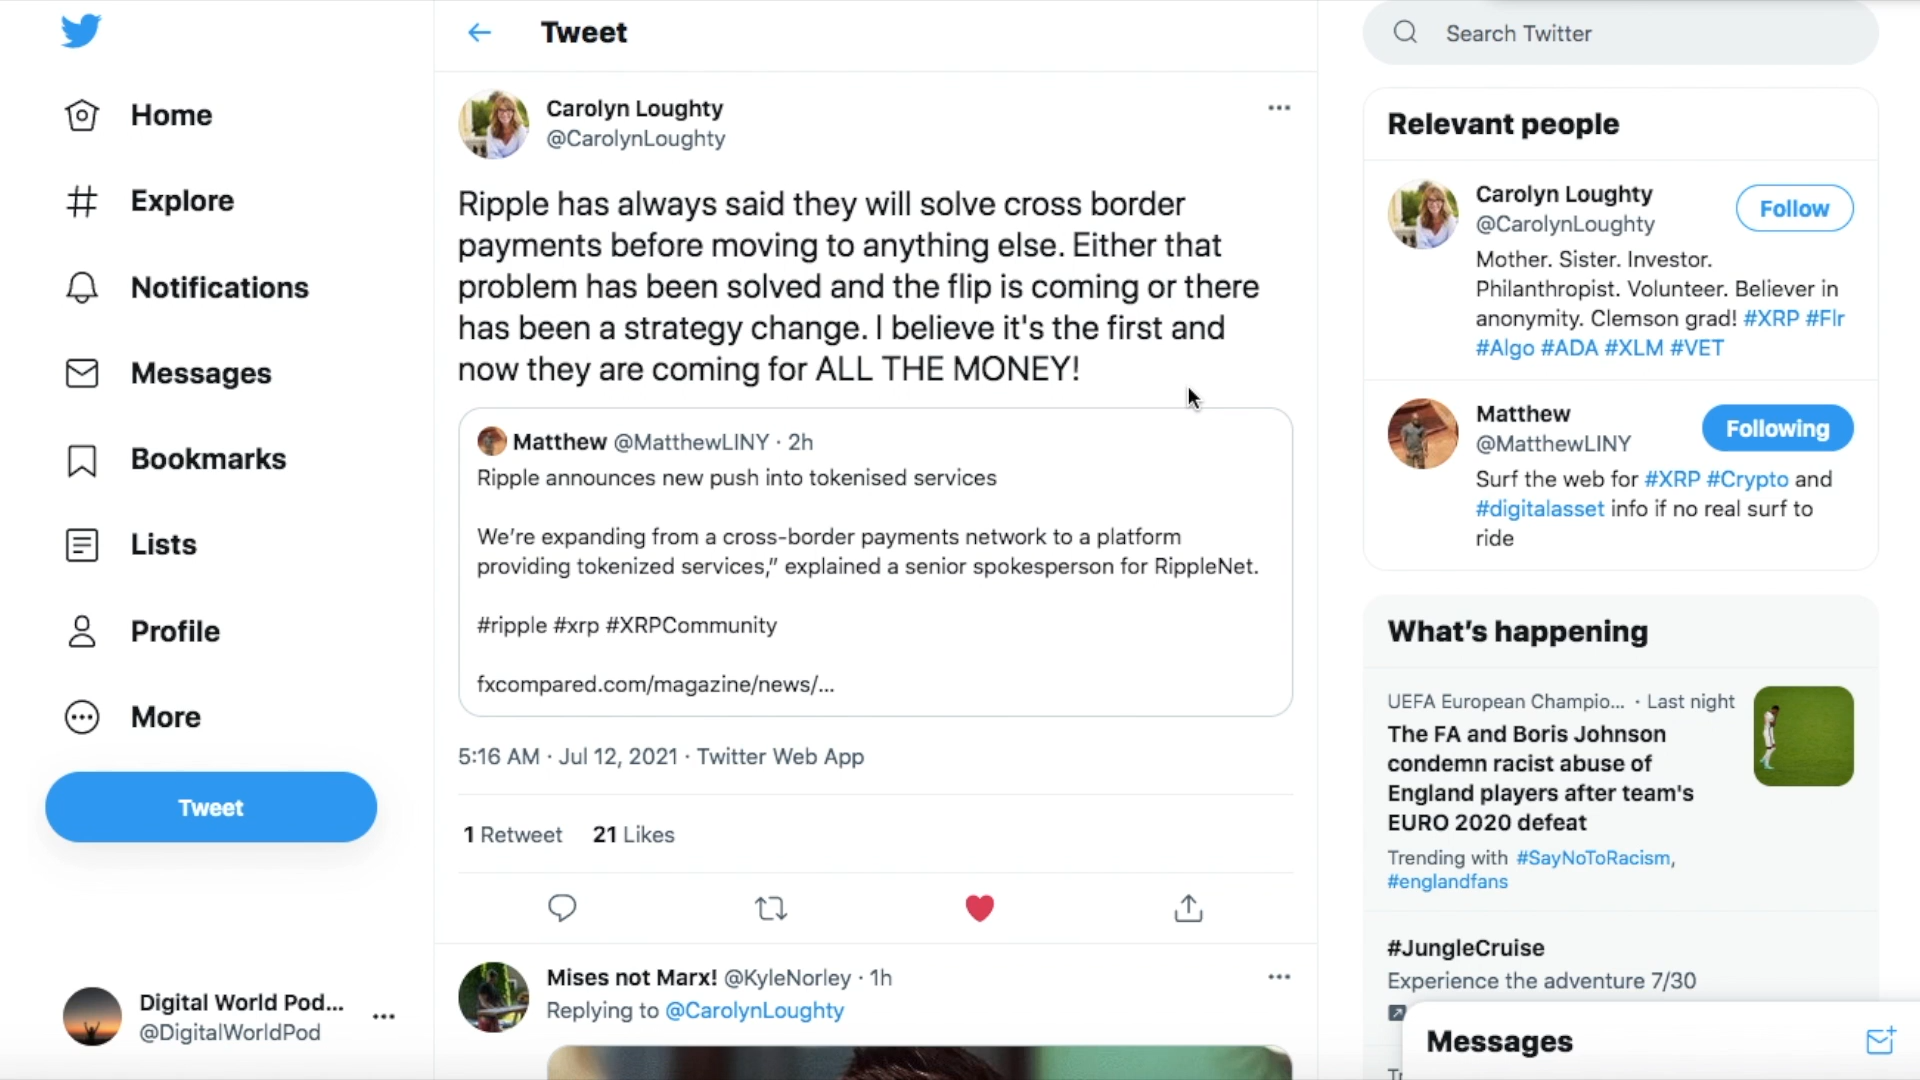 Home
Explore
Notifications
Messages
Bookmarks
Lists
Profile
More
Tweet
Digital World Pod...
@DigitalWorldPod
Tweet
Carolyn Loughty
@CarolynLoughty
Ripple has always said they will solve cross border
payments before moving to anything else. Either that
problem has been solved and the flip is coming or there
has been a strategy change. I believe it's the first and
now they are coming for ALL THE MONEY!
Matthew @MatthewLINY · 2h
Ripple announces new push into tokenised services
We’re expanding from a cross-border payments network to a platform
providing tokenized services,” explained a senior spokesperson for RippleNet.
#ripple #xrp #XRPCommunity
fxcompared.com/magazine/news/...
5:16 AM · Jul 12, 2021 · Twitter Web App
1 Retweet 21 Likes
Mises not Marx! @KyleNorley · 1h
Replying to @CarolynLoughty
Search Twitter
Relevant people
Carolyn Loughty
@CarolynLoughty
Follow
Mother. Sister. Investor.
Philanthropist. Volunteer. Believer in
anonymity. Clemson grad! #XRP #Flr
#Algo #ADA #XLM #VET
Matthew
@MatthewLINY
Following
Surf the web for #XRP #Crypto and
#digitalasset info if no real surf to
ride
What’s happening
UEFA European Champio... · Last night
The FA and Boris Johnson
condemn racist abuse of
England players after team's
EURO 2020 defeat
Trending with #SayNoToRacism,
#englandfans
#JungleCruise
Experience the adventure 7/30
Messages